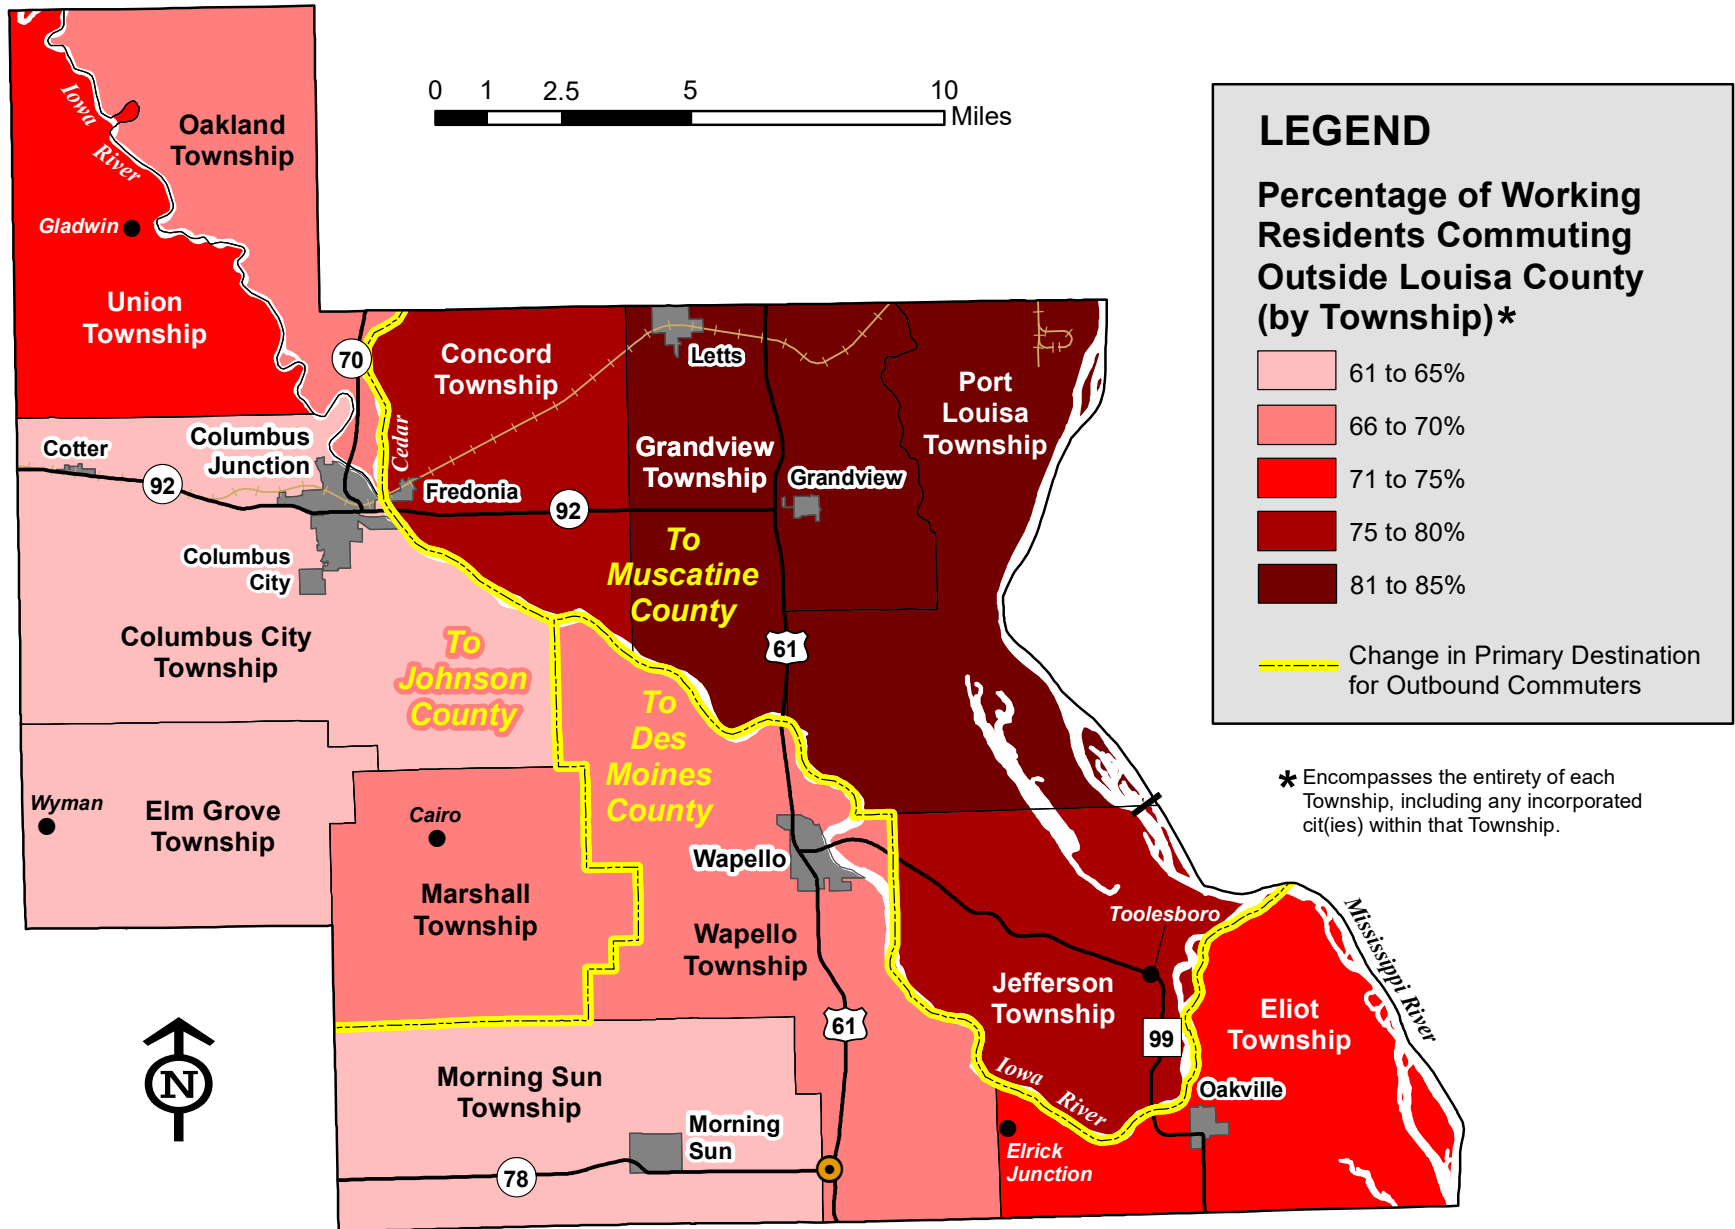 0 1 2.5 5 10
Miles
LEGEND
Percentage of Working
Residents Commuting
Outside Louisa County
(by Township)*
61 to 65%
66 to 70%
71 to 75%
75 to 80%
81 to 85%
Change in Primary Destination
for Outbound Commuters
* Encompasses the entirety of each
Township, including any incorporated
cit(ies) within that Township.
Iowa
River
Oakland
Township
Gladwin
Union
Township
70
Concord
Township
Letts
Port
Louisa
Township
Cedar
Grandview
Township
Grandview
Cotter
Columbus
Junction
92
Fredonia
92
Columbus
City
To
Muscatine
County
Columbus City
Township
To
Johnson
County
61
To
Des
Moines
County
Wyman
Elm Grove
Township
Cairo
Marshall
Township
Wapello
Wapello
Township
Toolesboro
Mississippi River
Jefferson
Township
Eliot
Township
61
99
N
Morning Sun
Township
Iowa
River
Oakville
Morning
Sun
Elrick
Junction
78